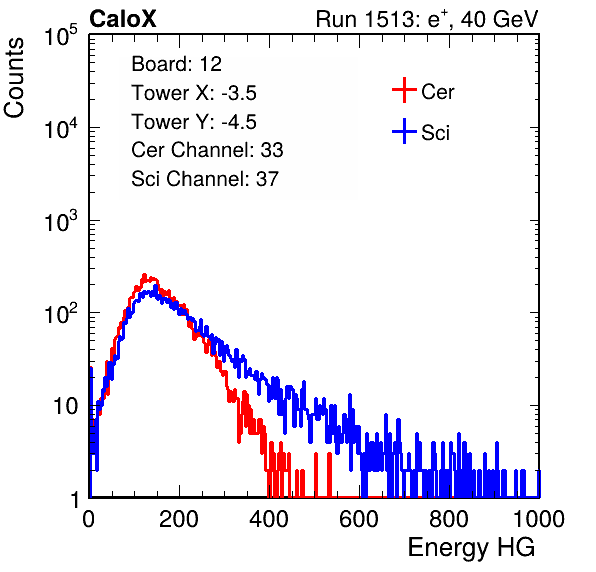 CaloX Run 1513: e⁺, 40 GeV
Counts
Board: 12
Tower X: -3.5
Tower Y: -4.5
Cer Channel: 33
Sci Channel: 37
Cer
Sci
10⁵
10⁴
10³
10²
10
1
0 200 400 600 800 1000
Energy HG